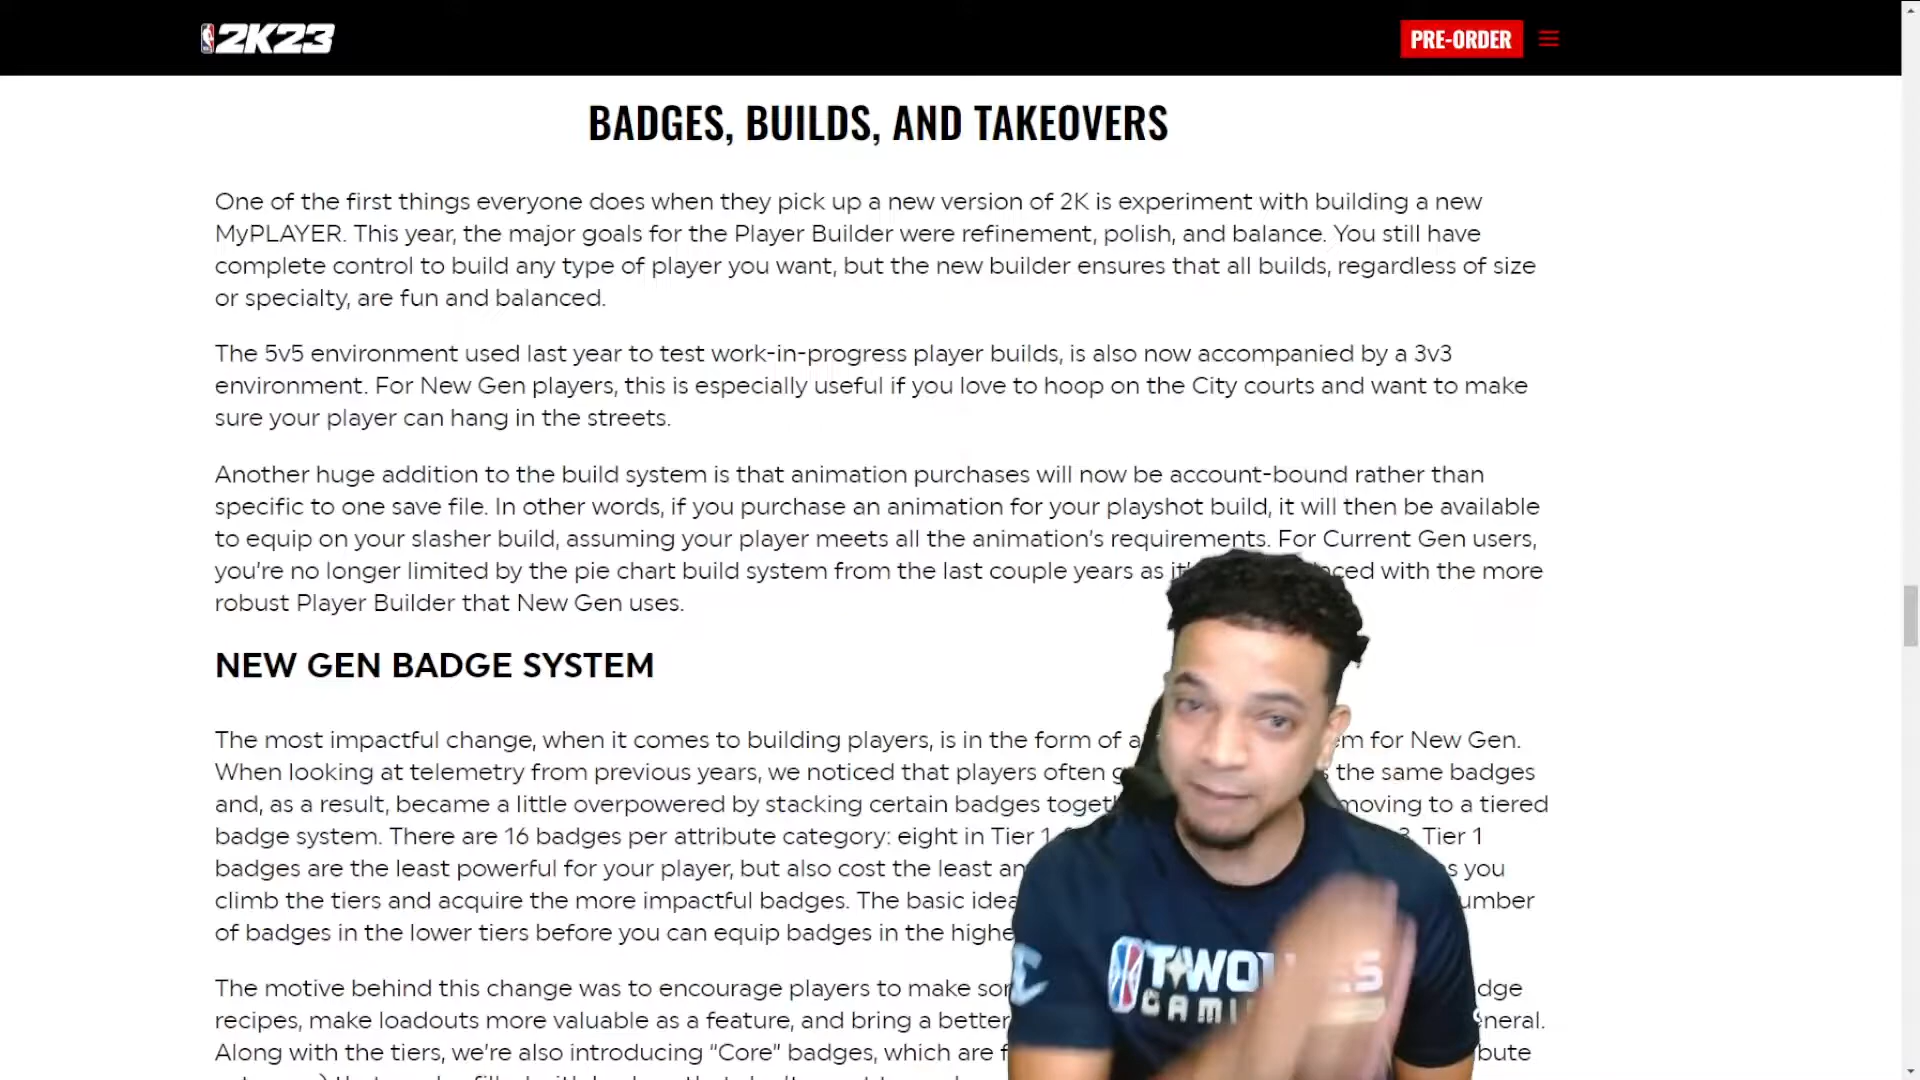 2K23
PRE-ORDER
BADGES, BUILDS, AND TAKEOVERS
One of the first things everyone does when they pick up a new version of 2K is experiment with building a new
MyPLAYER. This year, the major goals for the Player Builder were refinement, polish, and balance. You still have
complete control to build any type of player you want, but the new builder ensures that all builds, regardless of size
or specialty, are fun and balanced.
The 5v5 environment used last year to test work-in-progress player builds, is also now accompanied by a 3v3
environment. For New Gen players, this is especially useful if you love to hoop on the City courts and want to make
sure your player can hang in the streets.
Another huge addition to the build system is that animation purchases will now be account-bound rather than
specific to one save file. In other words, if you purchase an animation for your playshot build, it will then be available
to equip on your slasher build, assuming your player meets all the animation's requirements. For Current Gen users,
you're no longer limited by the pie chart build system from the last couple years as with the more
robust Player Builder that New Gen uses.
NEW GEN BADGE SYSTEM
The most impactful change, when it comes to building players, is in the form of for New Gen.
When looking at telemetry from previous years, we noticed that players often the same badges
and, as a result, became a little overpowered by stacking certain badges moving to a tiered
badge system. There are 16 badges per attribute category: eight in Tier 1 Tier 1
badges are the least powerful for your player, but also cost the least you
climb the tiers and acquire the more impactful badges. The basic idea
of badges in the lower tiers before you can equip badges in the
The motive behind this change was to encourage players to make
recipes, make loadouts more valuable as a feature, and bring a better
Along with the tiers, we're also introducing "Core" badges, which are
GAMI